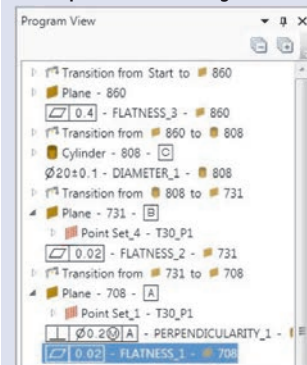 Program View
Transition from Start to 860
Plane - 860
0.4 - FLATNESS_3 - 860
Transition from 860 to 808
Cylinder - 808 - C
Ø20±0.1 - DIAMETER_1 - 808
Transition from 808 to 731
Plane - 731 - B
Point Set_4 - T30_P1
0.02 - FLATNESS_2 - 731
Transition from 731 to 708
Plane - 708 - A
Point Set_1 - T30_P1
⊥ Ø0.2Ⓜ A - PERPENDICULARITY_1 -
0.02 - FLATNESS_1 - 708